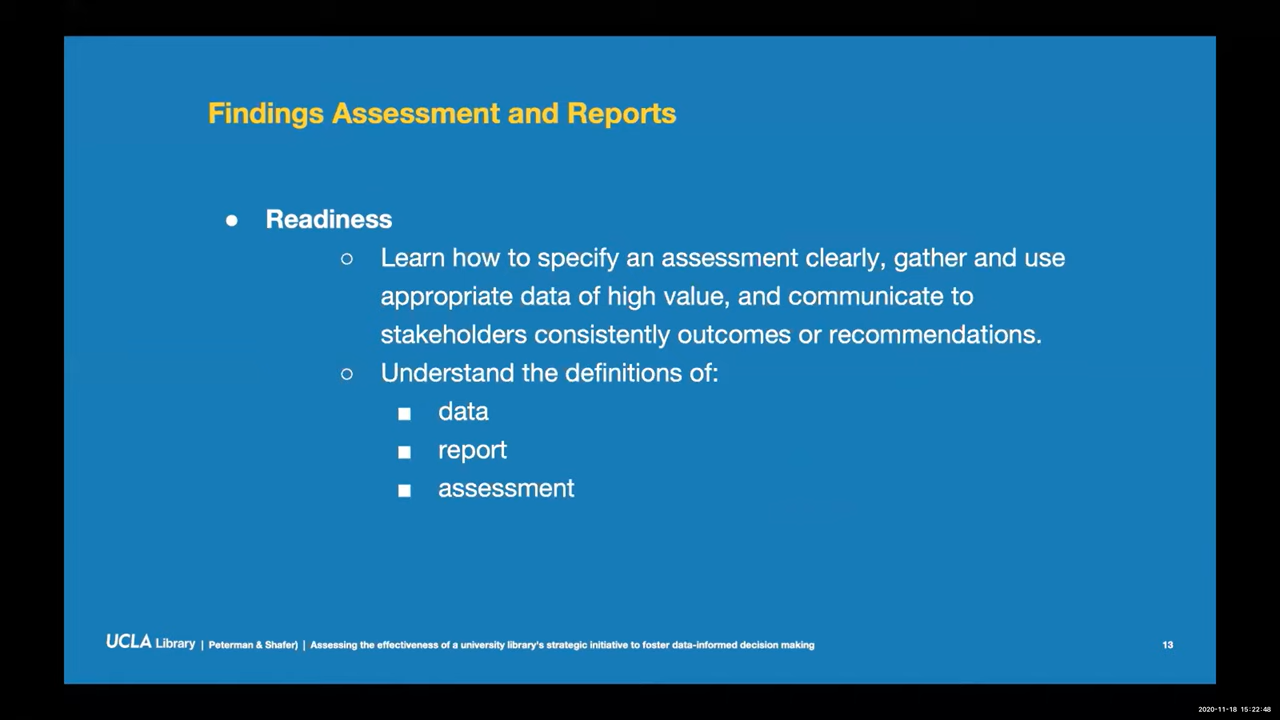 Findings Assessment and Reports
● Readiness
○ Learn how to specify an assessment clearly, gather and use
appropriate data of high value, and communicate to
stakeholders consistently outcomes or recommendations.
○ Understand the definitions of:
■ data
■ report
■ assessment
UCLA Library | Peterman & Shafer) | Assessing the effectiveness of a university library's strategic initiative to foster data-informed decision making 13
2020-11-18 15:22:48